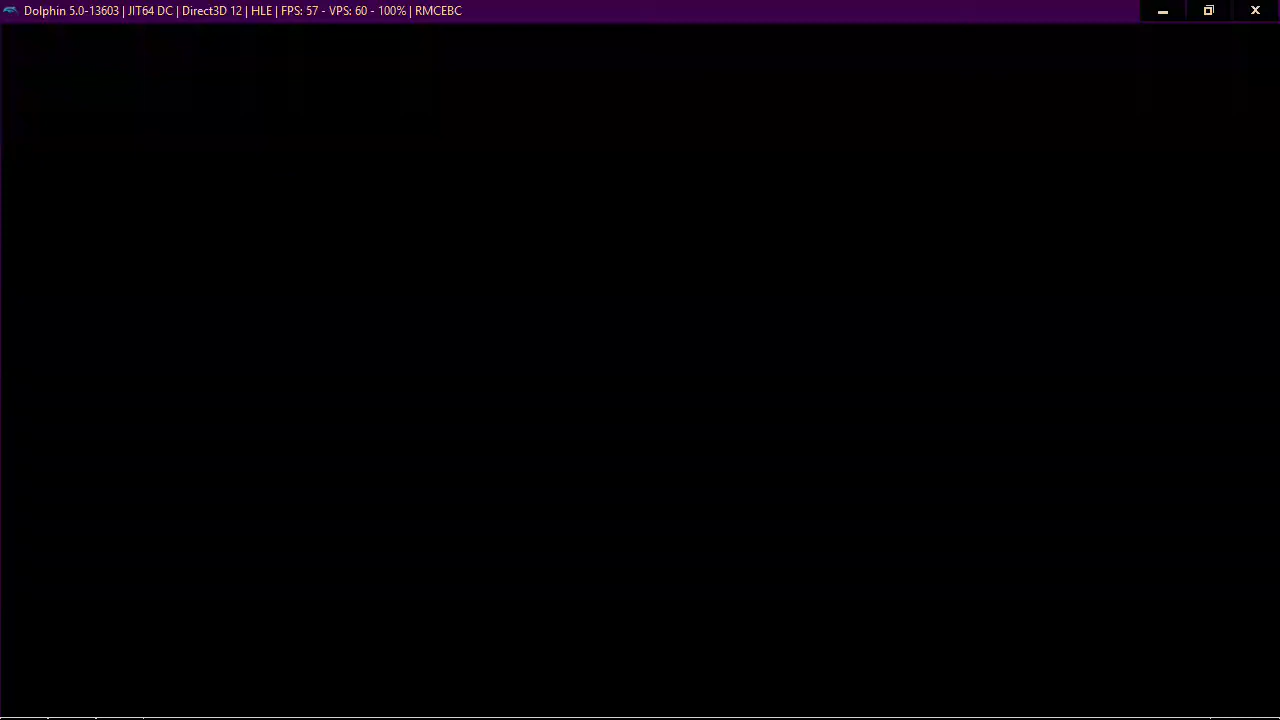 Dolphin 5.0-13603 | JIT64 DC | Direct3D 12 | HLE | FPS: 57 - VPS: 60 - 100% | RMCEBC